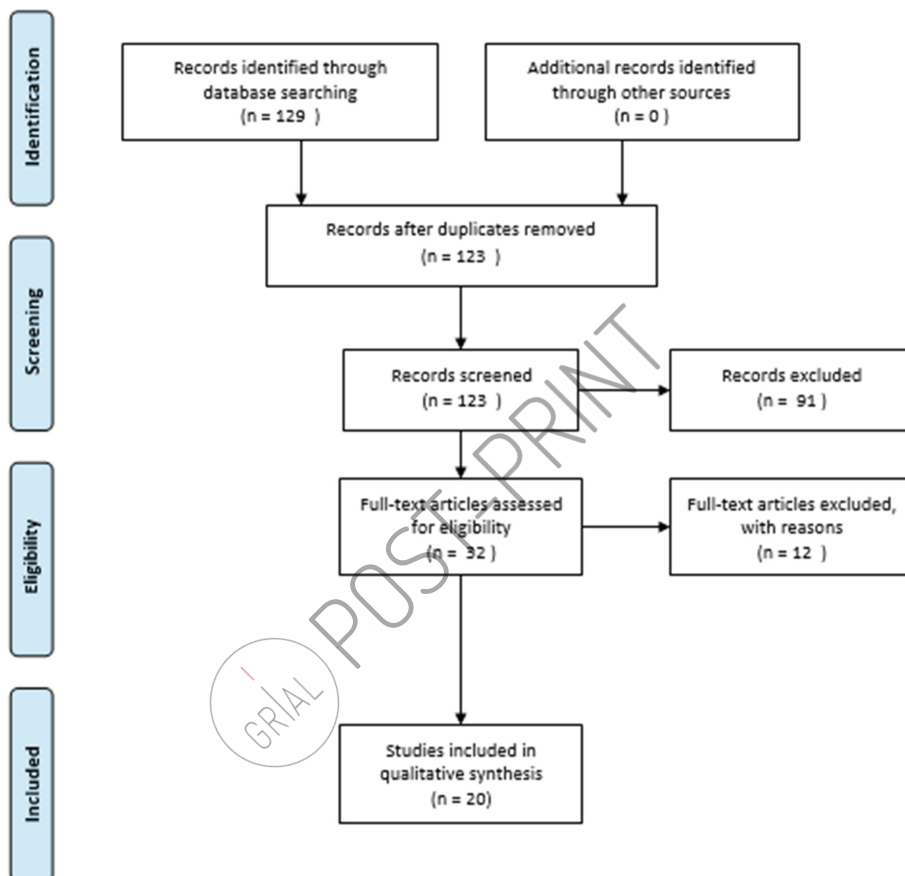 Identification
Records identified through
database searching
(n = 129 )
Additional records identified
through other sources
(n = 0 )
Records after duplicates removed
(n = 123 )
Screening
Records screened
(n = 123 )
Records excluded
(n = 91 )
Eligibility
Full-text articles assessed
for eligibility
(n = 32 )
Full-text articles excluded,
with reasons
(n = 12 )
Included
Studies included in
qualitative synthesis
(n = 20)
GRIAL
POST-PRINT